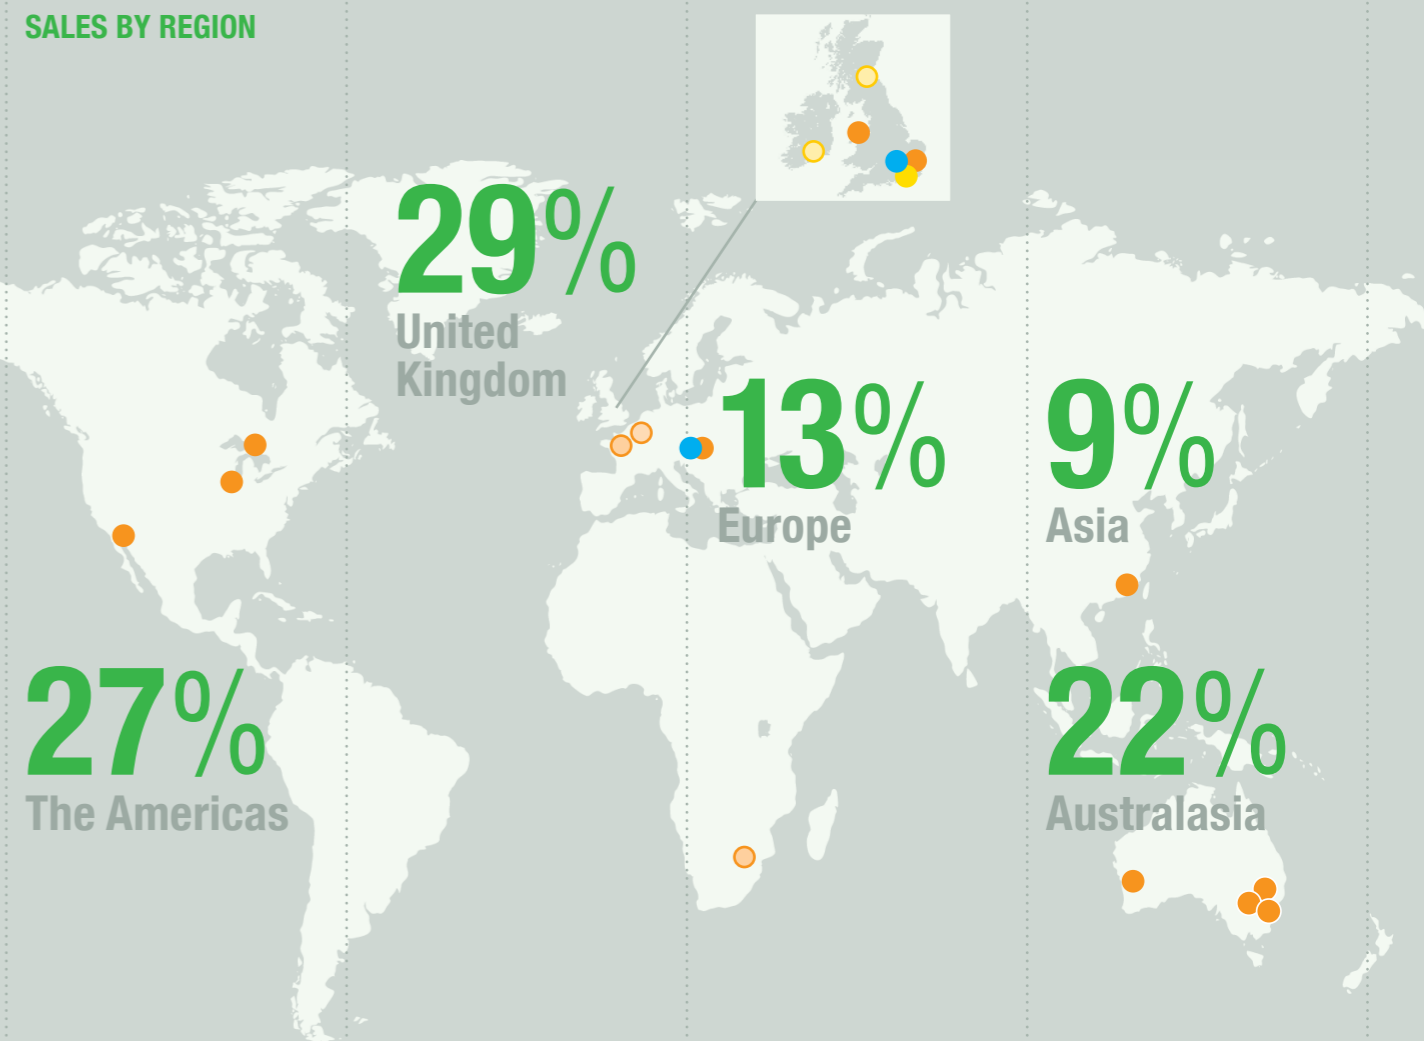 SALES BY REGION
29%
United
Kingdom
13%
Europe
9%
Asia
27%
The Americas
22%
Australasia